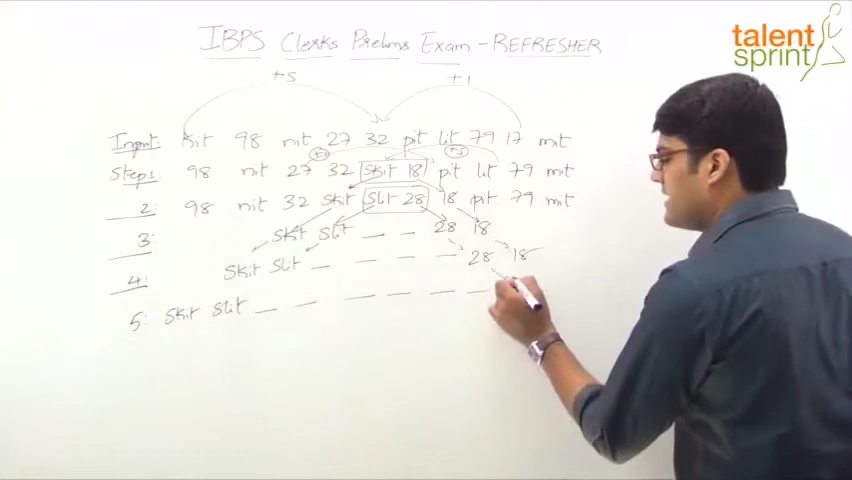 talent
sprint
IBPS Clerks Prelims Exam - REFRESHER
+5 +1
Input: Kit 98 nit 27 32 pit lit 79 17 mit
Step1: 98 nit 27 32 Skit 18 pit lit 79 mit
+1 +5
2: 98 nit 32 Skit Slit 28 18 pit 79 mit
3: Skit Slit _ _ 28 18
4: Skit Slit _ _ _ _ 28 18
5: Skit Slit _ _ _ _ _ _